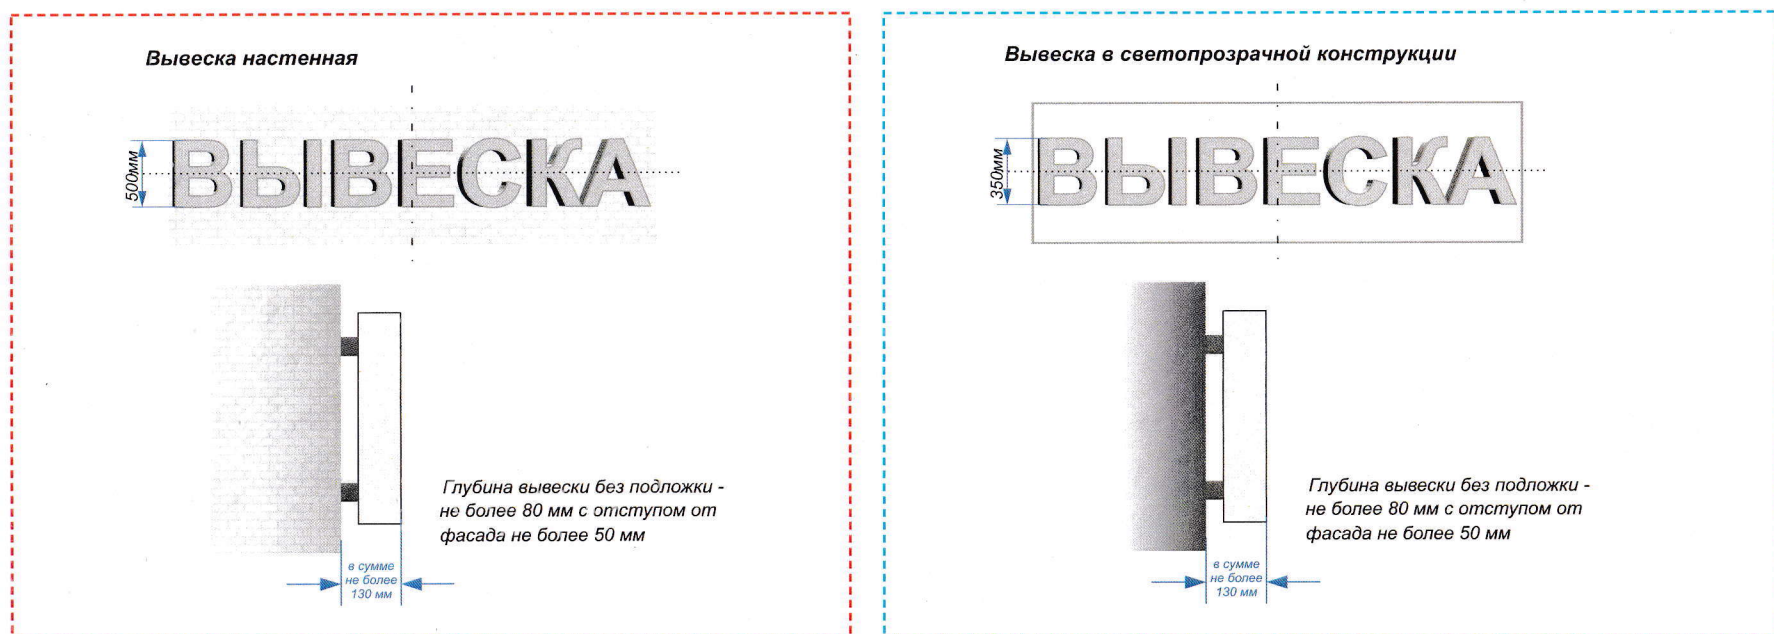 Вывеска настенная
500мм
ВЫВЕСКА
Глубина вывески без подложки -
не более 80 мм с отступом от
фасада не более 50 мм
в сумме
не более
130 мм
Вывеска в светопрозрачной конструкции
350мм
ВЫВЕСКА
Глубина вывески без подложки -
не более 80 мм с отступом от
фасада не более 50 мм
в сумме
не более
130 мм